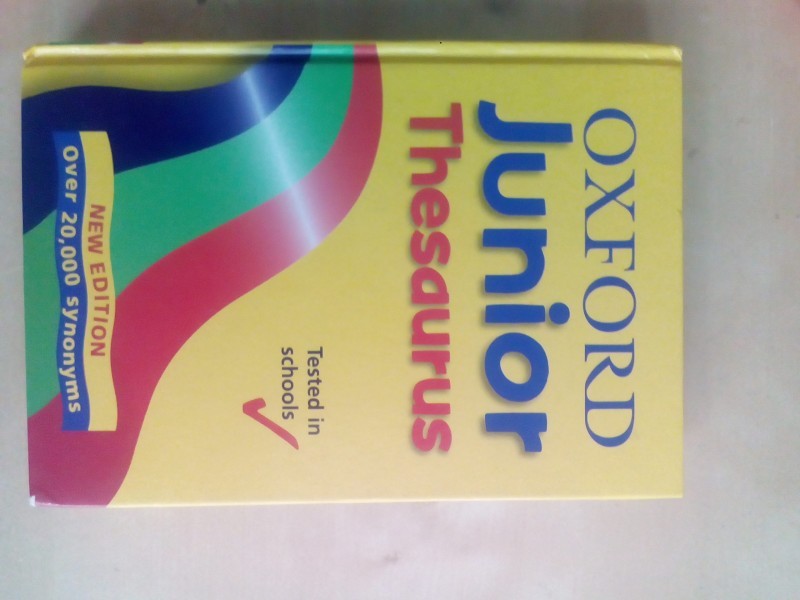 OXFORD
Junior
Thesaurus
Tested in
schools
NEW EDITION
over 20,000 synonyms